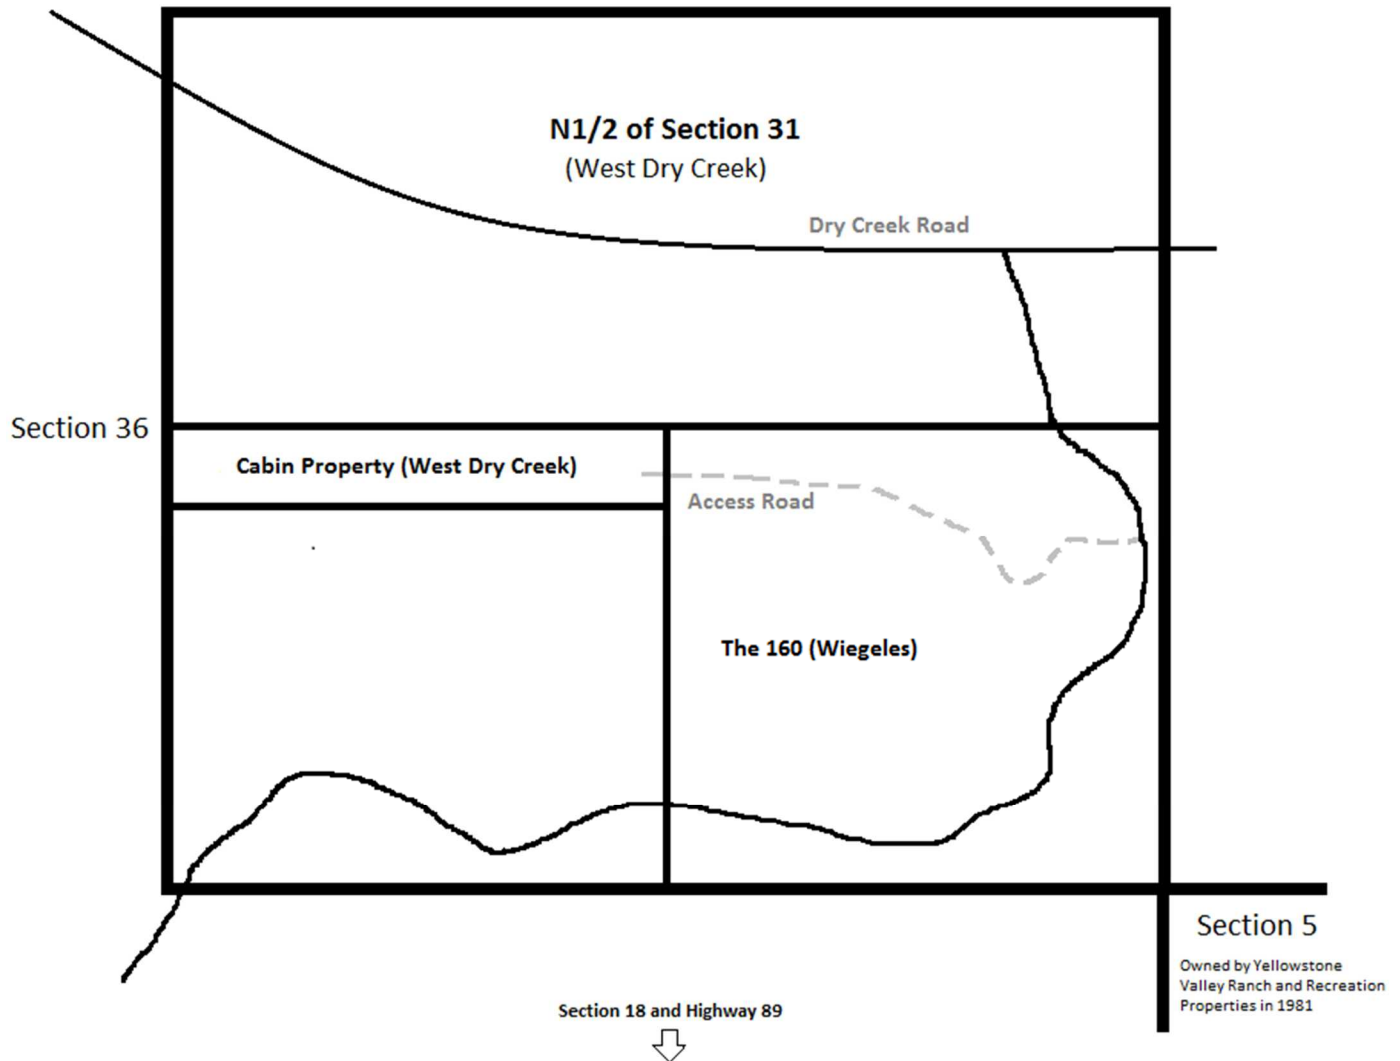 N1/2 of Section 31
(West Dry Creek)
Dry Creek Road
Section 36
Cabin Property (West Dry Creek)
Access Road
The 160 (Wiegeles)
Section 5
Owned by Yellowstone
Valley Ranch and Recreation
Properties in 1981
Section 18 and Highway 89